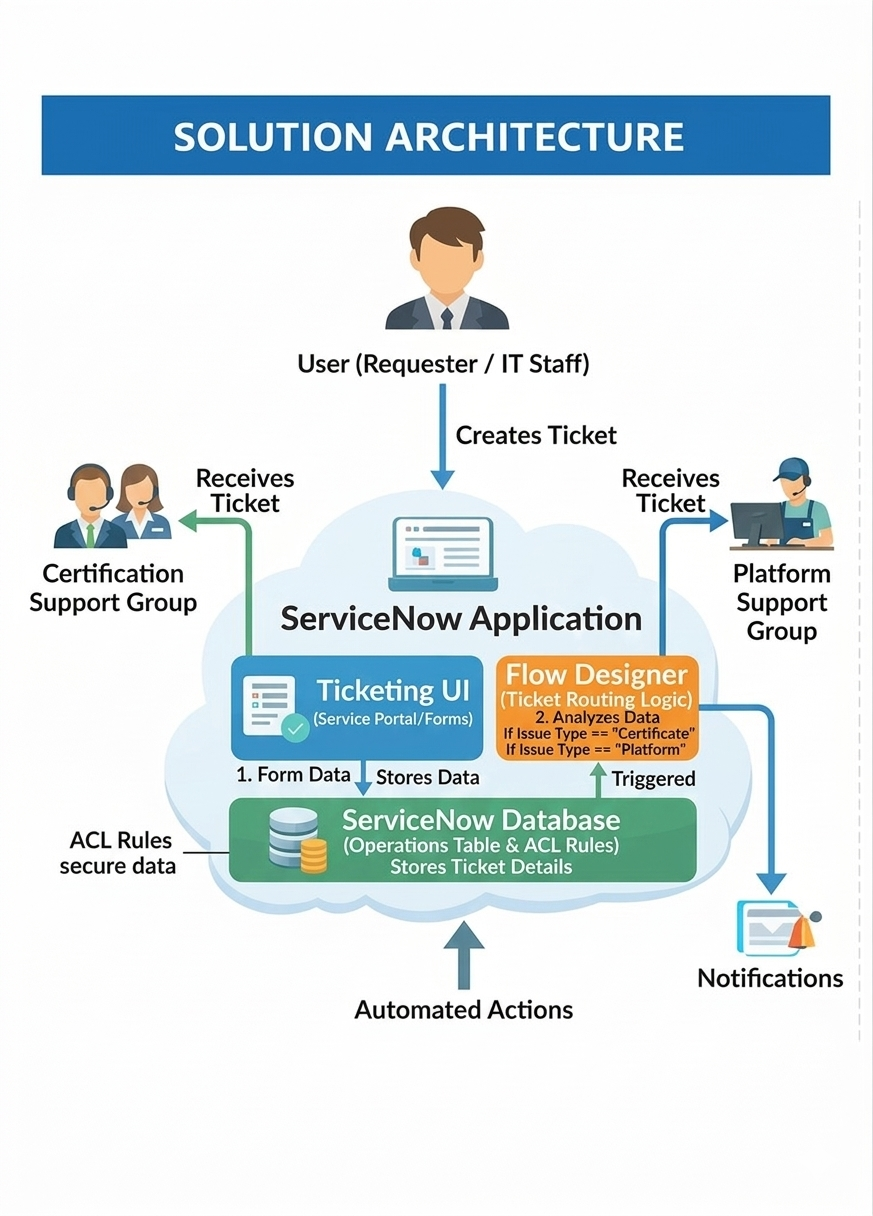 SOLUTION ARCHITECTURE
User (Requester / IT Staff)
Creates Ticket
Receives
Ticket
Receives
Ticket
Certification
Support Group
Platform
Support
Group
ServiceNow Application
Ticketing UI
(Service Portal/Forms)
Flow Designer
(Ticket Routing Logic)
2. Analyzes Data
If Issue Type == "Certificate"
If Issue Type == "Platform"
1. Form Data
Stores Data
Triggered
ServiceNow Database
(Operations Table & ACL Rules)
Stores Ticket Details
ACL Rules
secure data
Notifications
Automated Actions